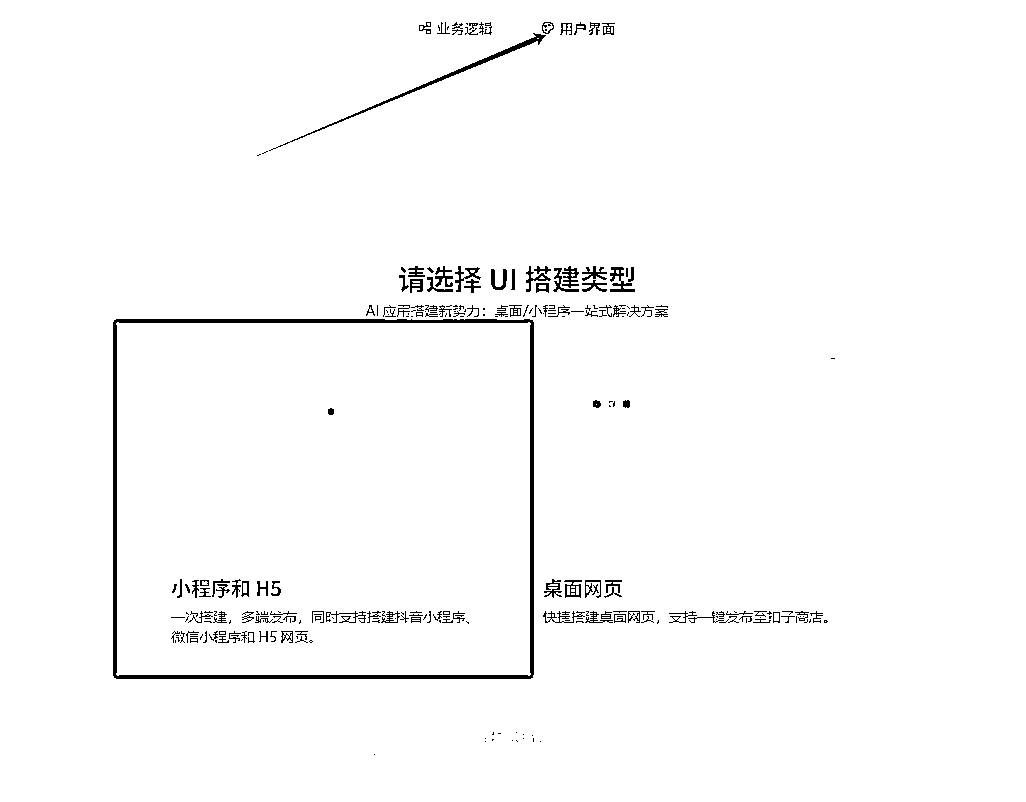 业务逻辑 用户界面
请选择 UI 搭建类型
AI 应用搭建新势力：桌面/小程序一站式解决方案
小程序和 H5
一次搭建，多端发布，同时支持搭建抖音小程序、
微信小程序和 H5 网页。
桌面网页
快捷搭建桌面网页，支持一键发布至扣子商店。